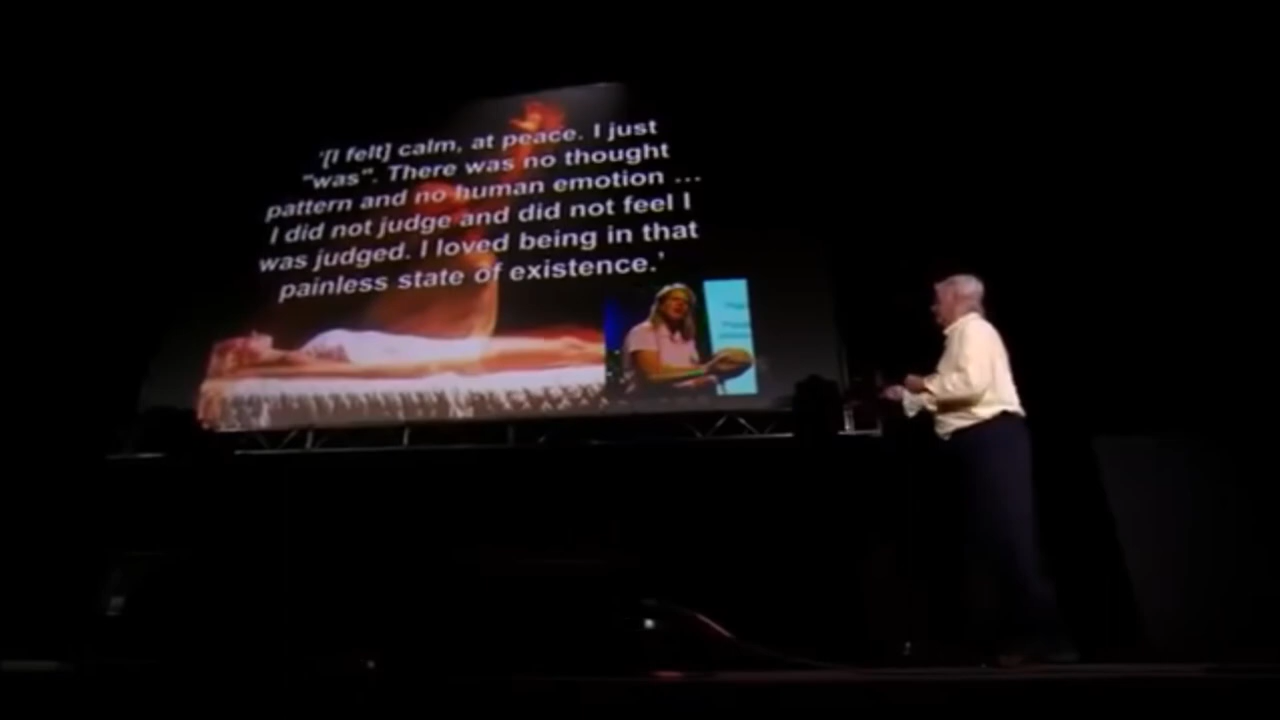 '[I felt] calm, at peace. I just
"was". There was no thought
pattern and no human emotion ...
I did not judge and did not feel I
was judged. I loved being in that
painless state of existence.'